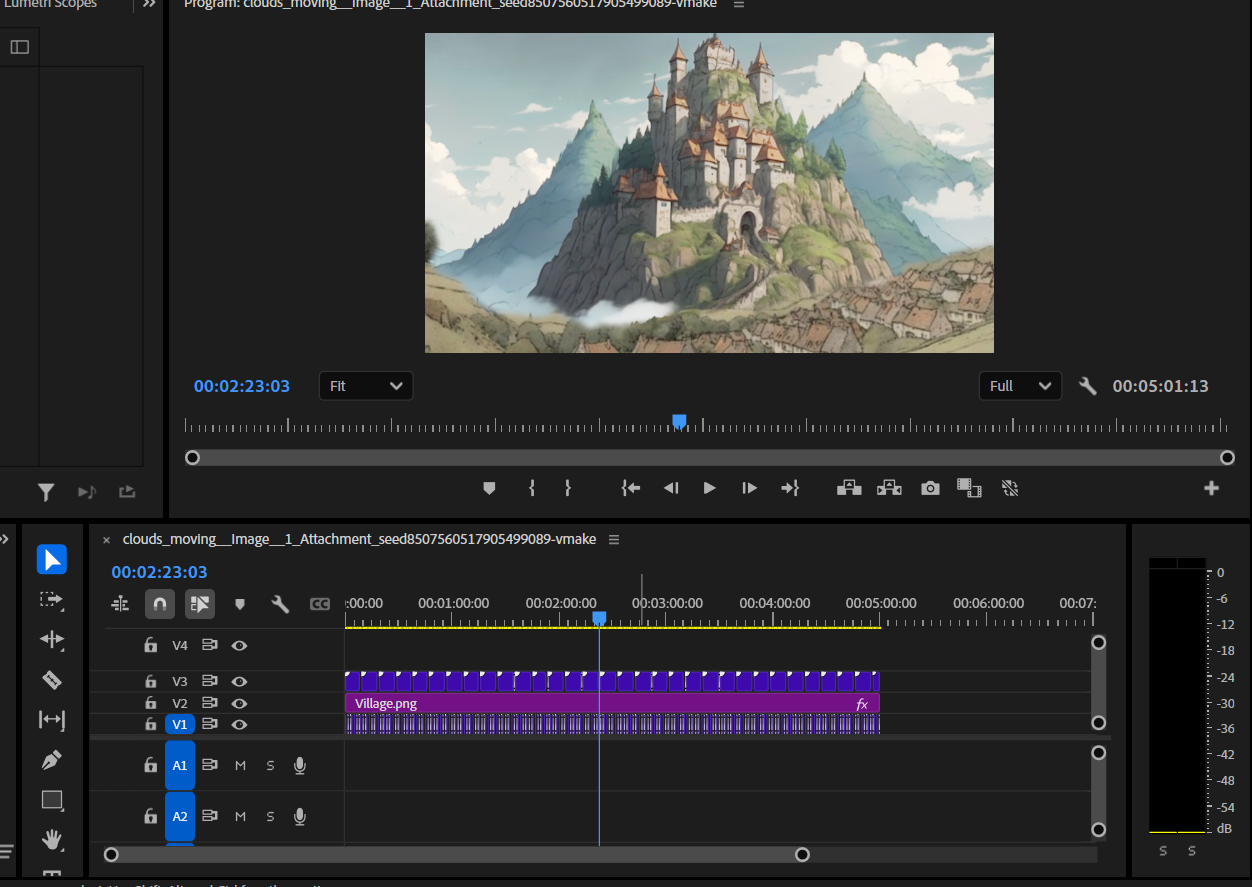 Lumetri Scopes
Program: clouds_moving__Image__1_Attachment_seed8507560517905499089-vmake
00:02:23:03
Fit
Full
00:05:01:13
clouds_moving__Image__1_Attachment_seed8507560517905499089-vmake
00:02:23:03
CC
:00:00
00:01:00:00
00:02:00:00
00:03:00:00
00:04:00:00
00:05:00:00
00:06:00:00
00:07:
V4
V3
V2
Village.png
fx
V1
A1
M
S
A2
M
S
0
-6
-12
-18
-24
-30
-36
-42
-48
-54
dB
S
S